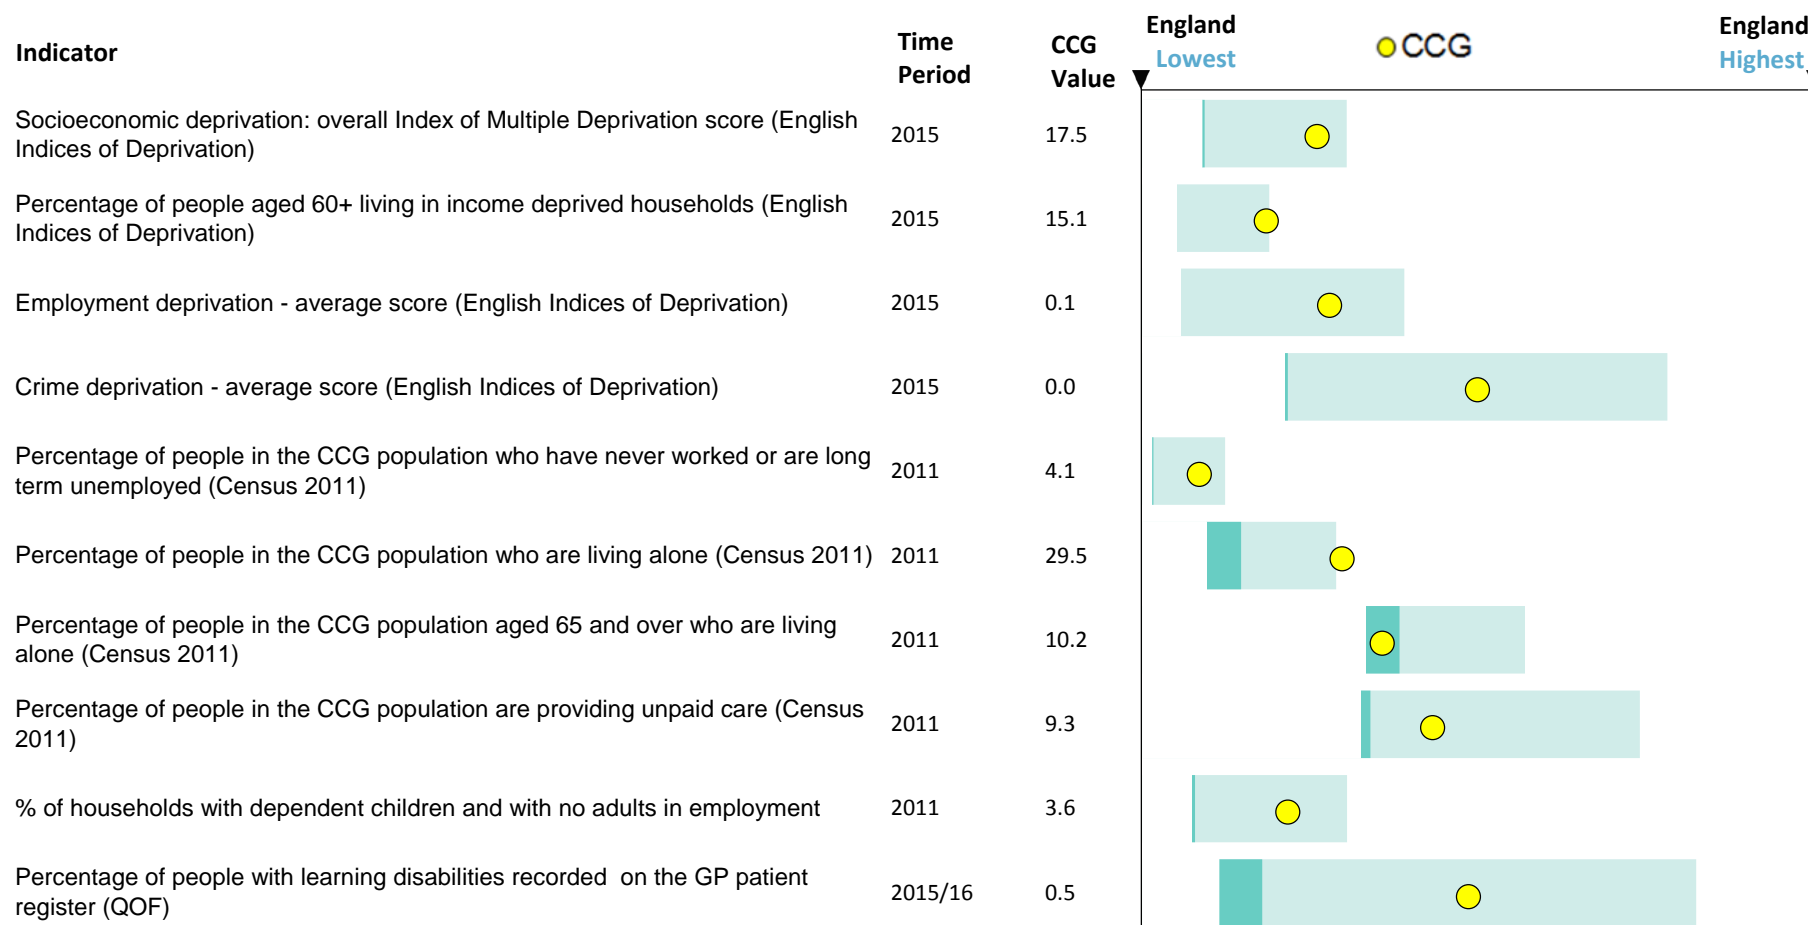 Indicator
Time
Period
CCG
Value
England
Lowest
CCG
England
Highest
Socioeconomic deprivation: overall Index of Multiple Deprivation score (English
Indices of Deprivation)
2015
17.5
Percentage of people aged 60+ living in income deprived households (English
Indices of Deprivation)
2015
15.1
Employment deprivation - average score (English Indices of Deprivation)
2015
0.1
Crime deprivation - average score (English Indices of Deprivation)
2015
0.0
Percentage of people in the CCG population who have never worked or are long
term unemployed (Census 2011)
2011
4.1
Percentage of people in the CCG population who are living alone (Census 2011)
2011
29.5
Percentage of people in the CCG population aged 65 and over who are living
alone (Census 2011)
2011
10.2
Percentage of people in the CCG population are providing unpaid care (Census
2011)
2011
9.3
% of households with dependent children and with no adults in employment
2011
3.6
Percentage of people with learning disabilities recorded  on the GP patient
register (QOF)
2015/16
0.5